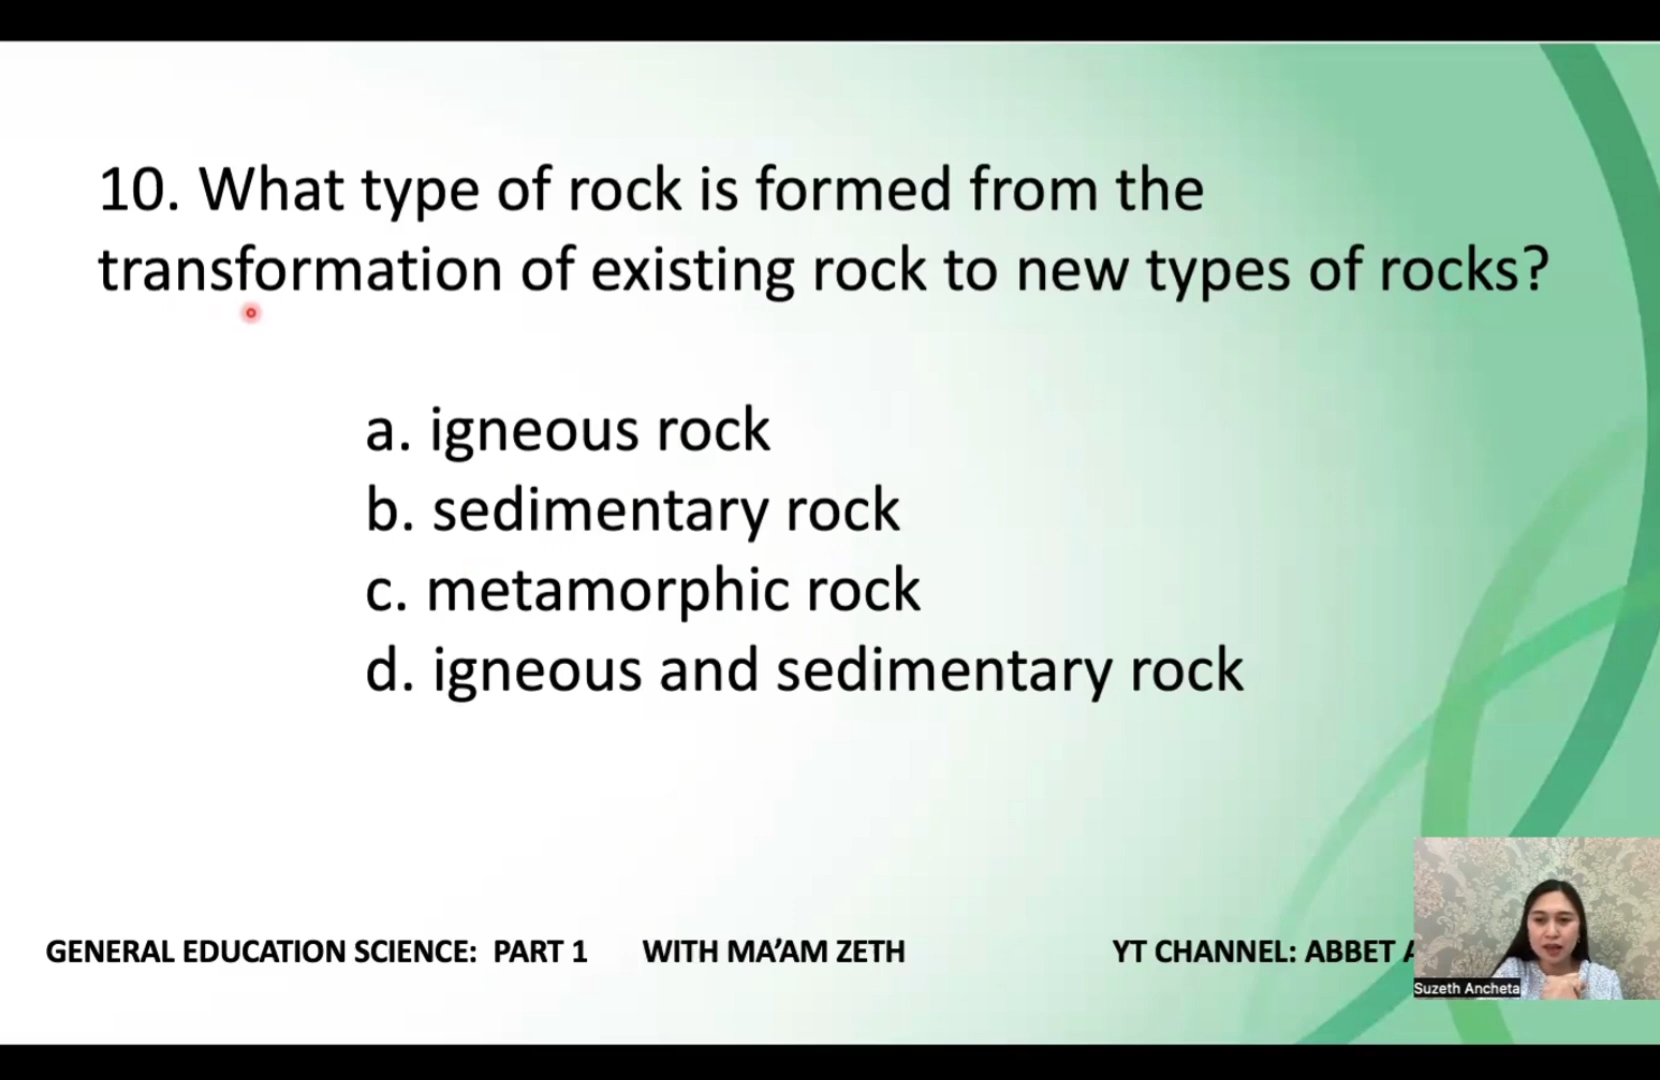 10. What type of rock is formed from the
transformation of existing rock to new types of rocks?
a. igneous rock
b. sedimentary rock
c. metamorphic rock
d. igneous and sedimentary rock
GENERAL EDUCATION SCIENCE: PART 1 WITH MA’AM ZETH YT CHANNEL: ABBET A
Suzeth Ancheta